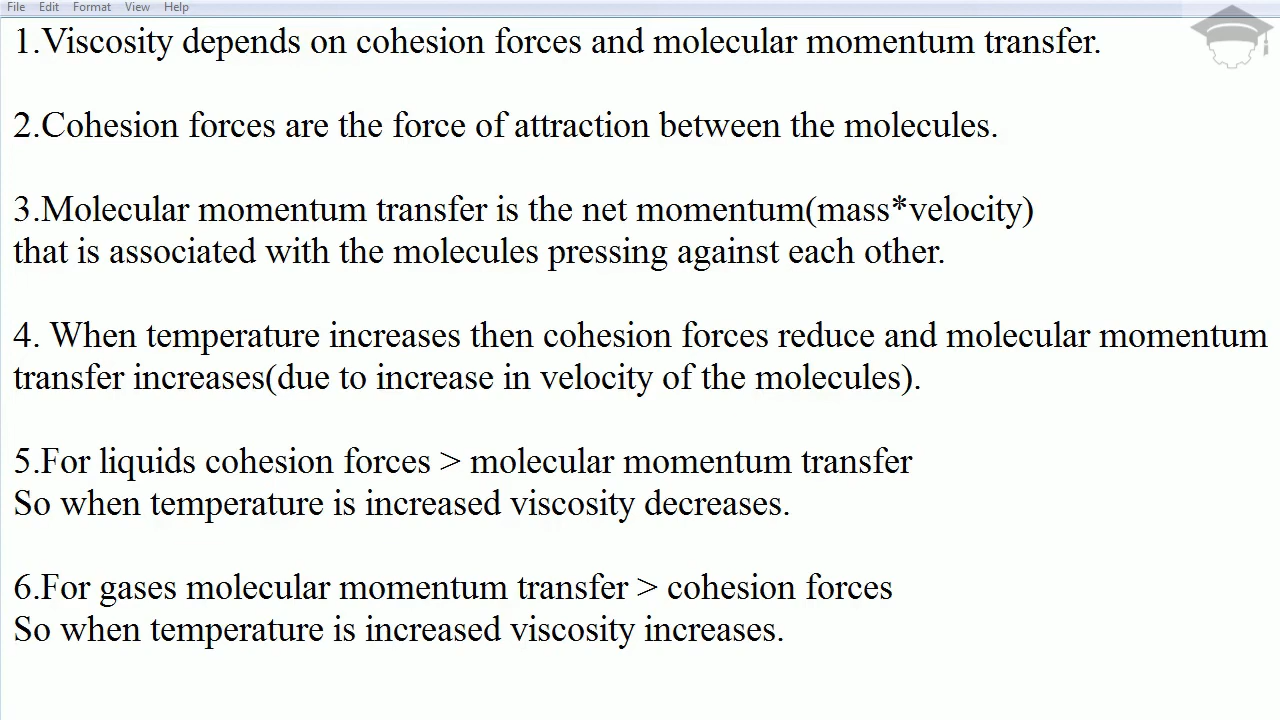 File Edit Format View Help
1.Viscosity depends on cohesion forces and molecular momentum transfer.
2.Cohesion forces are the force of attraction between the molecules.
3.Molecular momentum transfer is the net momentum(mass*velocity)
that is associated with the molecules pressing against each other.
4. When temperature increases then cohesion forces reduce and molecular momentum
transfer increases(due to increase in velocity of the molecules).
5.For liquids cohesion forces > molecular momentum transfer
So when temperature is increased viscosity decreases.
6.For gases molecular momentum transfer > cohesion forces
So when temperature is increased viscosity increases.